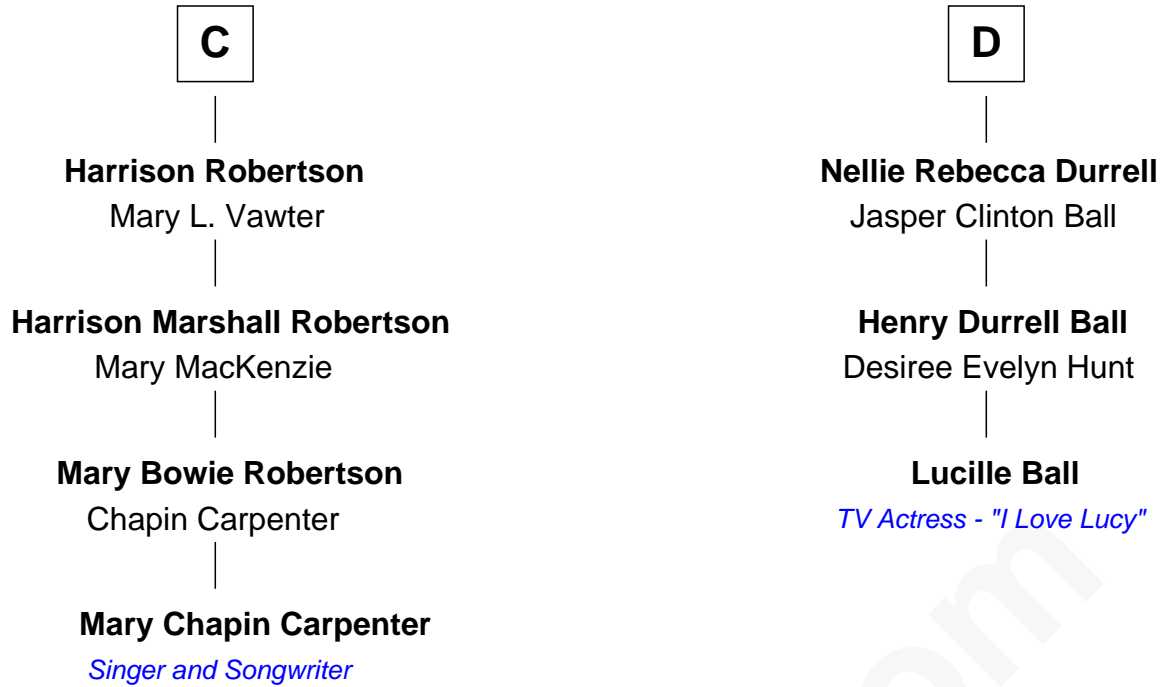 C
Harrison Robertson
Mary L. Vawter
Harrison Marshall Robertson
Mary MacKenzie
Mary Bowie Robertson
Chapin Carpenter
Mary Chapin Carpenter
Singer and Songwriter
D
Nellie Rebecca Durrell
Jasper Clinton Ball
Henry Durrell Ball
Desiree Evelyn Hunt
Lucille Ball
TV Actress - "I Love Lucy"
om